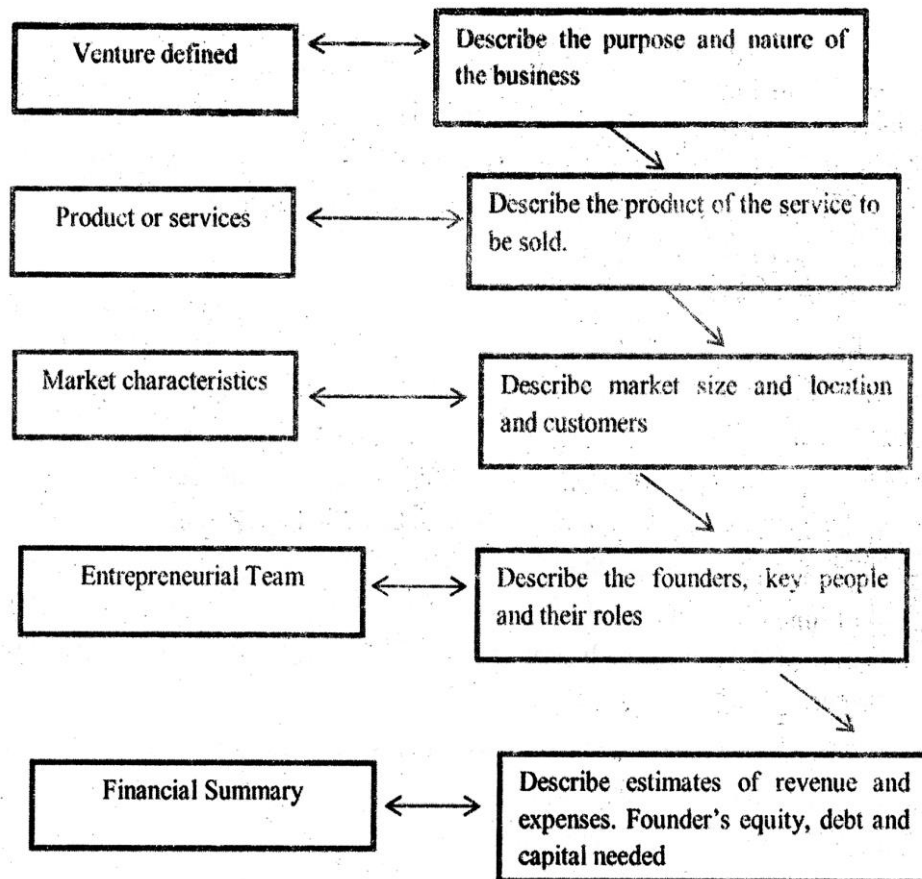 Venture defined
Describe the purpose and nature of
the business
Product or services
Describe the product of the service to
be sold.
Market characteristics
Describe market size and location
and customers
Entrepreneurial Team
Describe the founders, key people
and their roles
Financial Summary
Describe estimates of revenue and
expenses. Founder's equity, debt and
capital needed